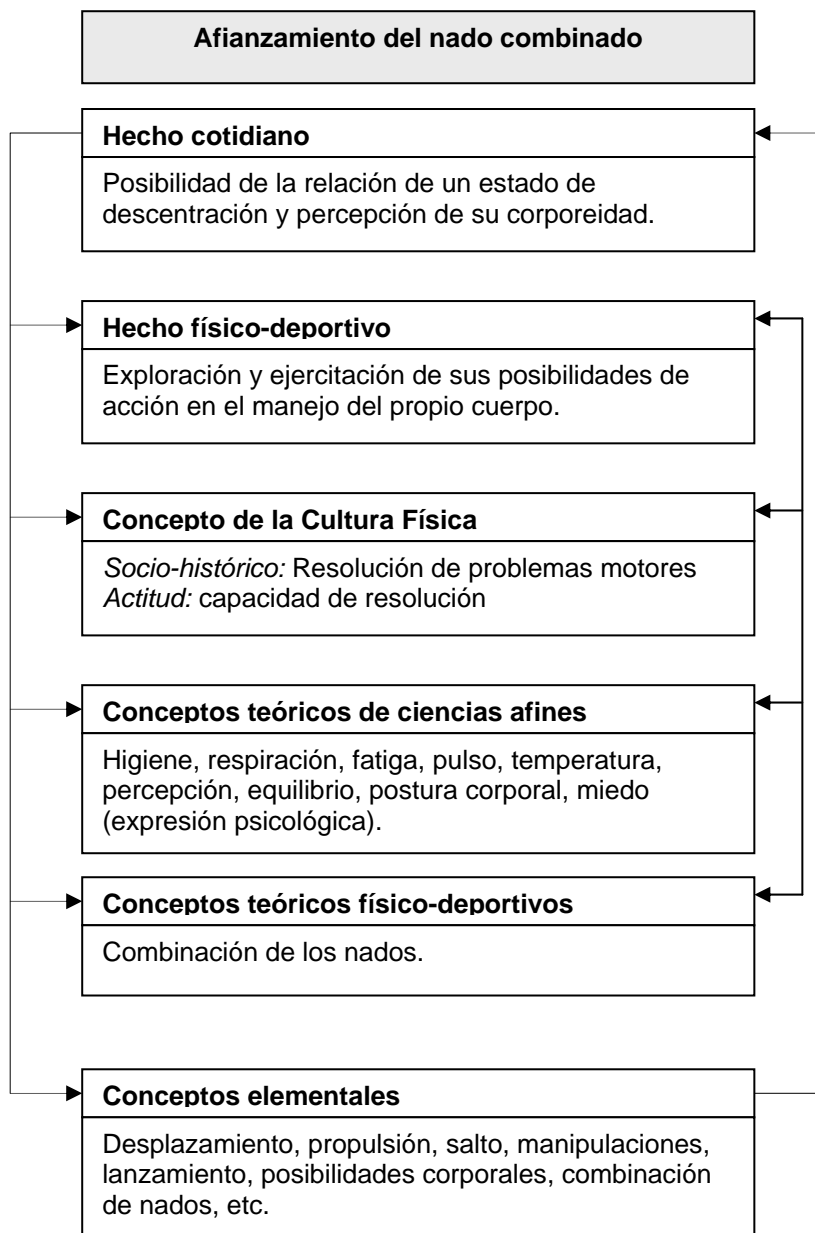 Afianzamiento del nado combinado
Hecho cotidiano
Posibilidad de la relación de un estado de
descentración y percepción de su corporeidad.
Hecho físico-deportivo
Exploración y ejercitación de sus posibilidades de
acción en el manejo del propio cuerpo.
Concepto de la Cultura Física
Socio-histórico: Resolución de problemas motores
Actitud: capacidad de resolución
Conceptos teóricos de ciencias afines
Higiene, respiración, fatiga, pulso, temperatura,
percepción, equilibrio, postura corporal, miedo
(expresión psicológica).
Conceptos teóricos físico-deportivos
Combinación de los nados.
Conceptos elementales
Desplazamiento, propulsión, salto, manipulaciones,
lanzamiento, posibilidades corporales, combinación
de nados, etc.